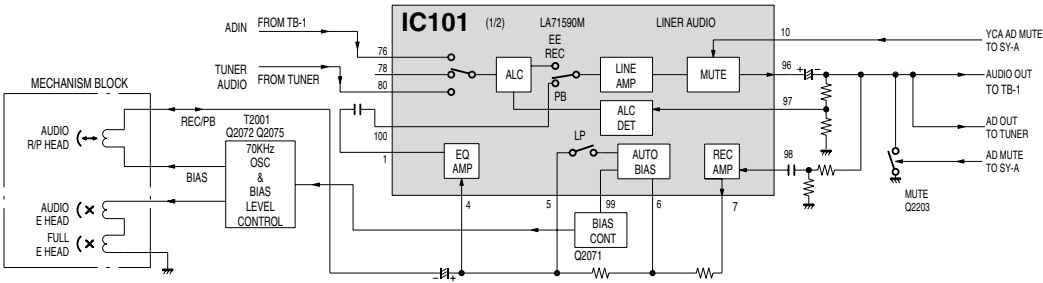 IC101 (1/2) LA71590M LINER AUDIO
ADIN FROM TB-1
TUNER AUDIO FROM TUNER
76
78
80
100
1
EE
REC
PB
ALC
LINE
AMP
MUTE
ALC
DET
LP
EQ
AMP
AUTO
BIAS
REC
AMP
4
5
99
6
7
10
96
97
98
+
–
YCA AD MUTE
TO SY-A
AUDIO OUT
TO TB-1
AD OUT
TO TUNER
AD MUTE
TO SY-A
MUTE
Q2203
MECHANISM BLOCK
AUDIO
R/P HEAD
AUDIO
E HEAD
FULL
E HEAD
REC/PB
BIAS
T2001
Q2072 Q2075
70KHz
OSC
&
BIAS
LEVEL
CONTROL
BIAS
CONT
Q2071
–
+